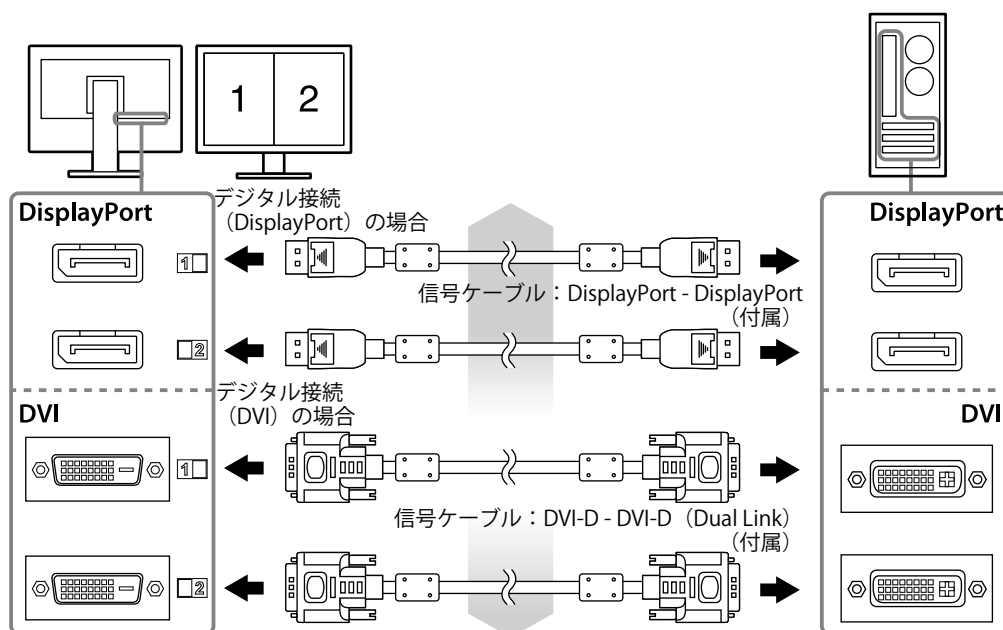 1 2
DisplayPort
デジタル接続
（DisplayPort）の場合
DisplayPort
1
信号ケーブル：DisplayPort - DisplayPort
（付属）
2
デジタル接続
（DVI）の場合
DVI
DVI
1
信号ケーブル：DVI-D - DVI-D（Dual Link）
（付属）
2